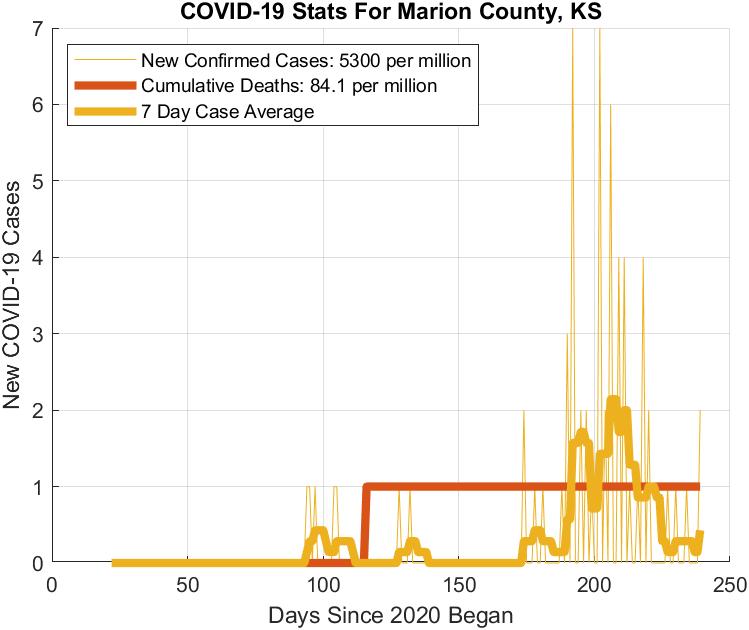 COVID-19 Stats For Marion County, KS
New Confirmed Cases: 5300 per million
Cumulative Deaths: 84.1 per million
7 Day Case Average
New COVID-19 Cases
7
6
5
4
3
2
1
0
0 50 100 150 200 250
Days Since 2020 Began